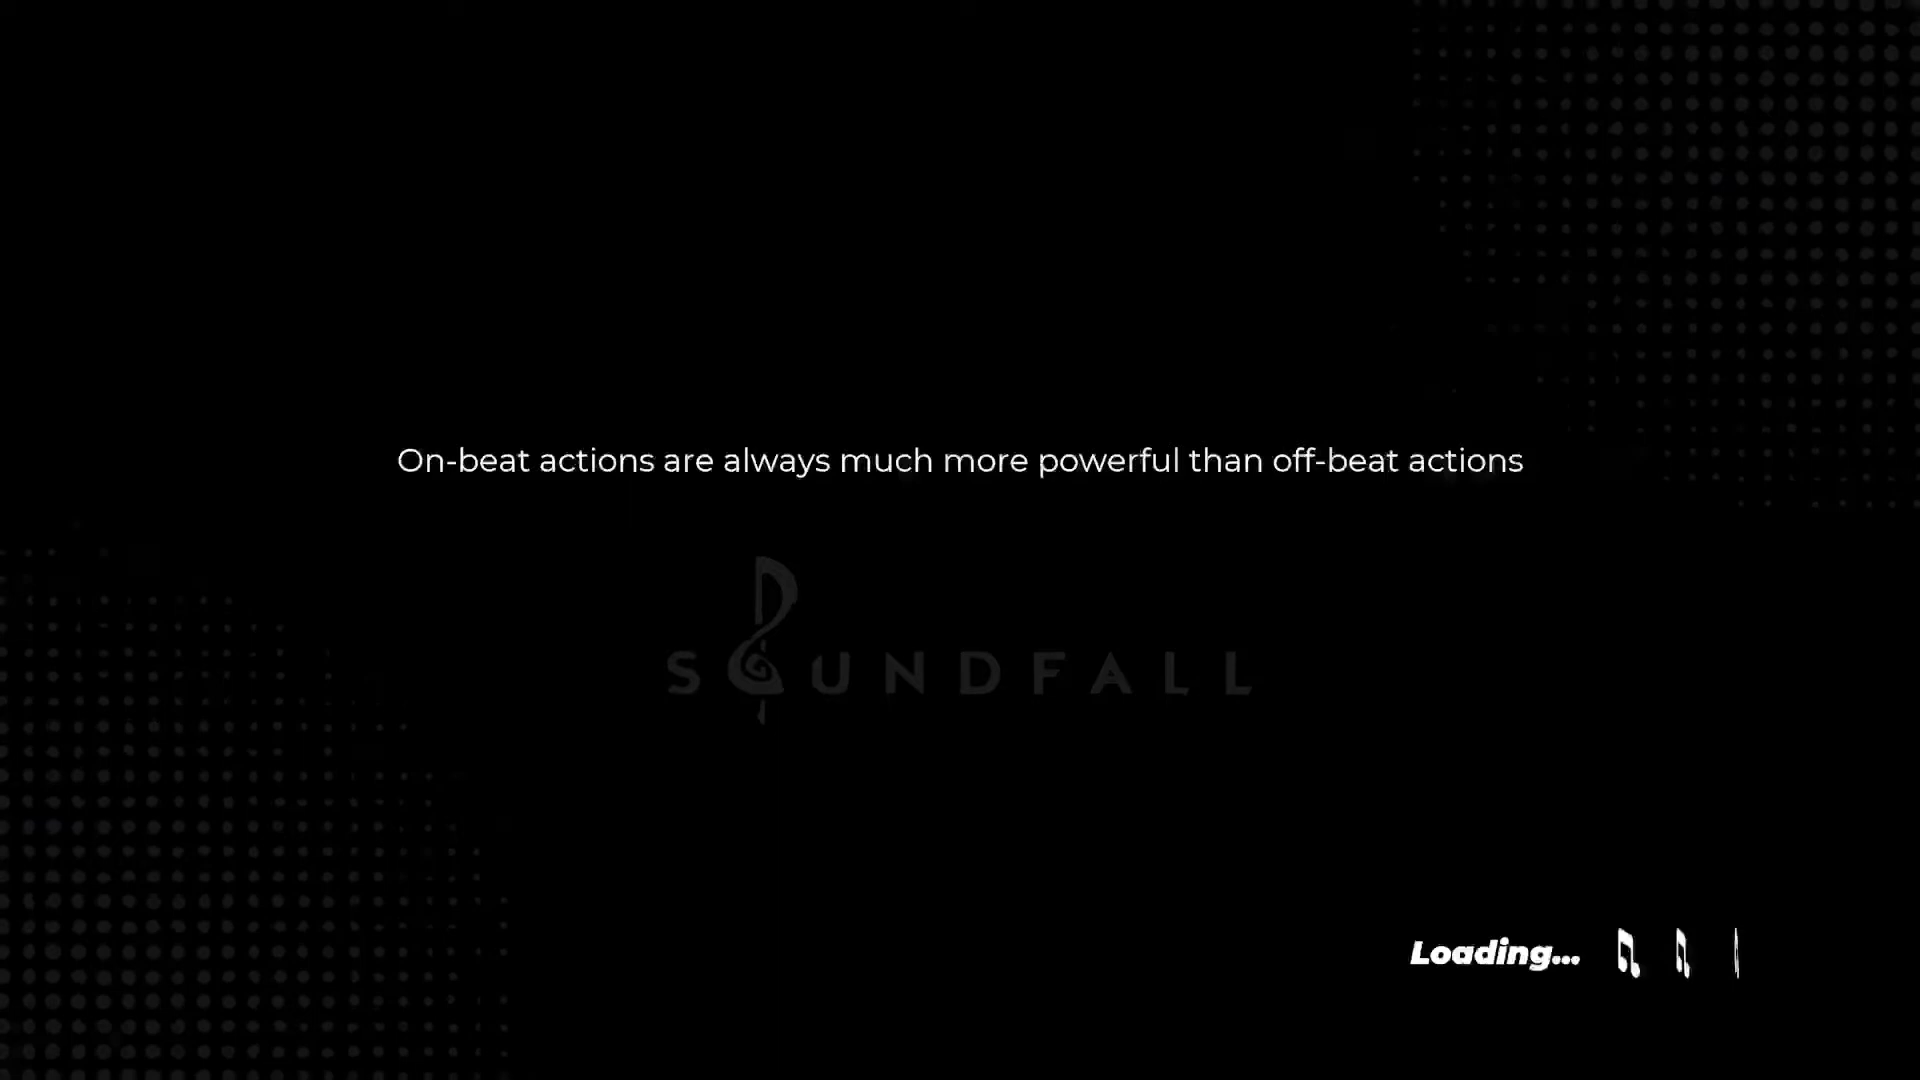 On-beat actions are always much more powerful than off-beat actions
SOUNDFALL
Loading...